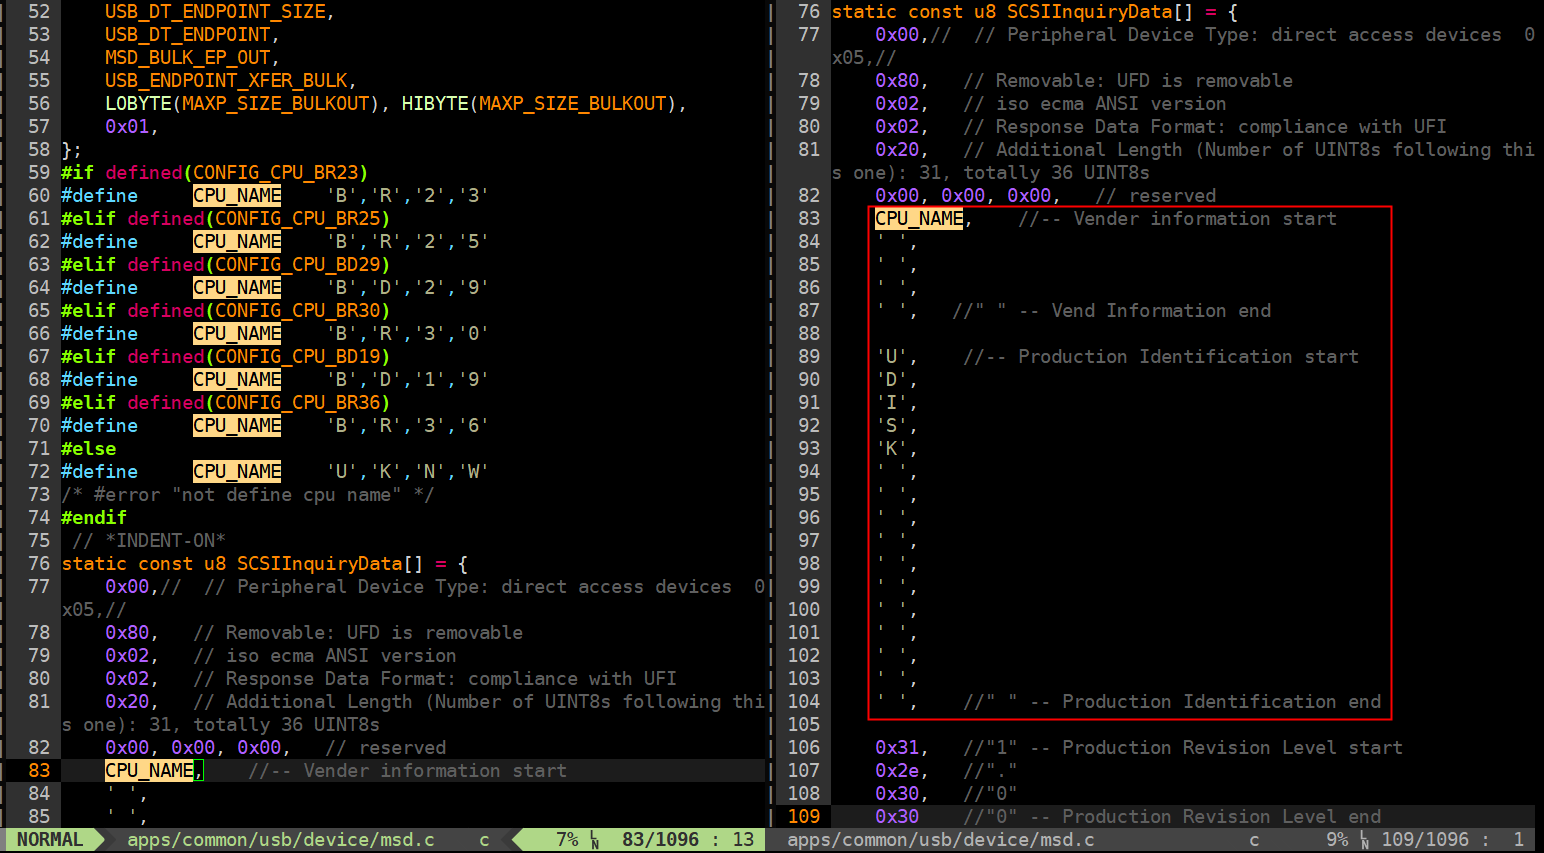 52 USB_DT_ENDPOINT_SIZE,
53 USB_DT_ENDPOINT,
54 MSD_BULK_EP_OUT,
55 USB_ENDPOINT_XFER_BULK,
56 LOBYTE(MAXP_SIZE_BULKOUT), HIBYTE(MAXP_SIZE_BULKOUT),
57 0x01,
58 };
59 #if defined(CONFIG_CPU_BR23)
60 #define CPU_NAME 'B','R','2','3'
61 #elif defined(CONFIG_CPU_BR25)
62 #define CPU_NAME 'B','R','2','5'
63 #elif defined(CONFIG_CPU_BD29)
64 #define CPU_NAME 'B','D','2','9'
65 #elif defined(CONFIG_CPU_BR30)
66 #define CPU_NAME 'B','R','3','0'
67 #elif defined(CONFIG_CPU_BD19)
68 #define CPU_NAME 'B','D','1','9'
69 #elif defined(CONFIG_CPU_BR36)
70 #define CPU_NAME 'B','R','3','6'
71 #else
72 #define CPU_NAME 'U','K','N','W'
73 /* #error "not define cpu name" */
74 #endif
75 // *INDENT-ON*
76 static const u8 SCSIInquiryData[] = {
77 0x00,// // Peripheral Device Type: direct access devices 0
x05,//
78 0x80, // Removable: UFD is removable
79 0x02, // iso ecma ANSI version
80 0x02, // Response Data Format: compliance with UFI
81 0x20, // Additional Length (Number of UINT8s following thi
s one): 31, totally 36 UINT8s
82 0x00, 0x00, 0x00, // reserved
83 CPU_NAME, //-- Vender information start
84 ' ',
85 ' ',
NORMAL apps/common/usb/device/msd.c c 7% LN 83/1096 : 13
76 static const u8 SCSIInquiryData[] = {
77 0x00,// // Peripheral Device Type: direct access devices 0
x05,//
78 0x80, // Removable: UFD is removable
79 0x02, // iso ecma ANSI version
80 0x02, // Response Data Format: compliance with UFI
81 0x20, // Additional Length (Number of UINT8s following thi
s one): 31, totally 36 UINT8s
82 0x00, 0x00, 0x00, // reserved
83 CPU_NAME, //-- Vender information start
84 ' ',
85 ' ',
86 ' ',
87 ' ', //" " -- Vend Information end
88
89 'U', //-- Production Identification start
90 'D',
91 'I',
92 'S',
93 'K',
94 ' ',
95 ' ',
96 ' ',
97 ' ',
98 ' ',
99 ' ',
100 ' ',
101 ' ',
102 ' ',
103 ' ',
104 ' ', //" " -- Production Identification end
105
106 0x31, //"1" -- Production Revision Level start
107 0x2e, //"."
108 0x30, //"0"
109 0x30 //"0" -- Production Revision Level end
apps/common/usb/device/msd.c c 9% LN 109/1096 : 1